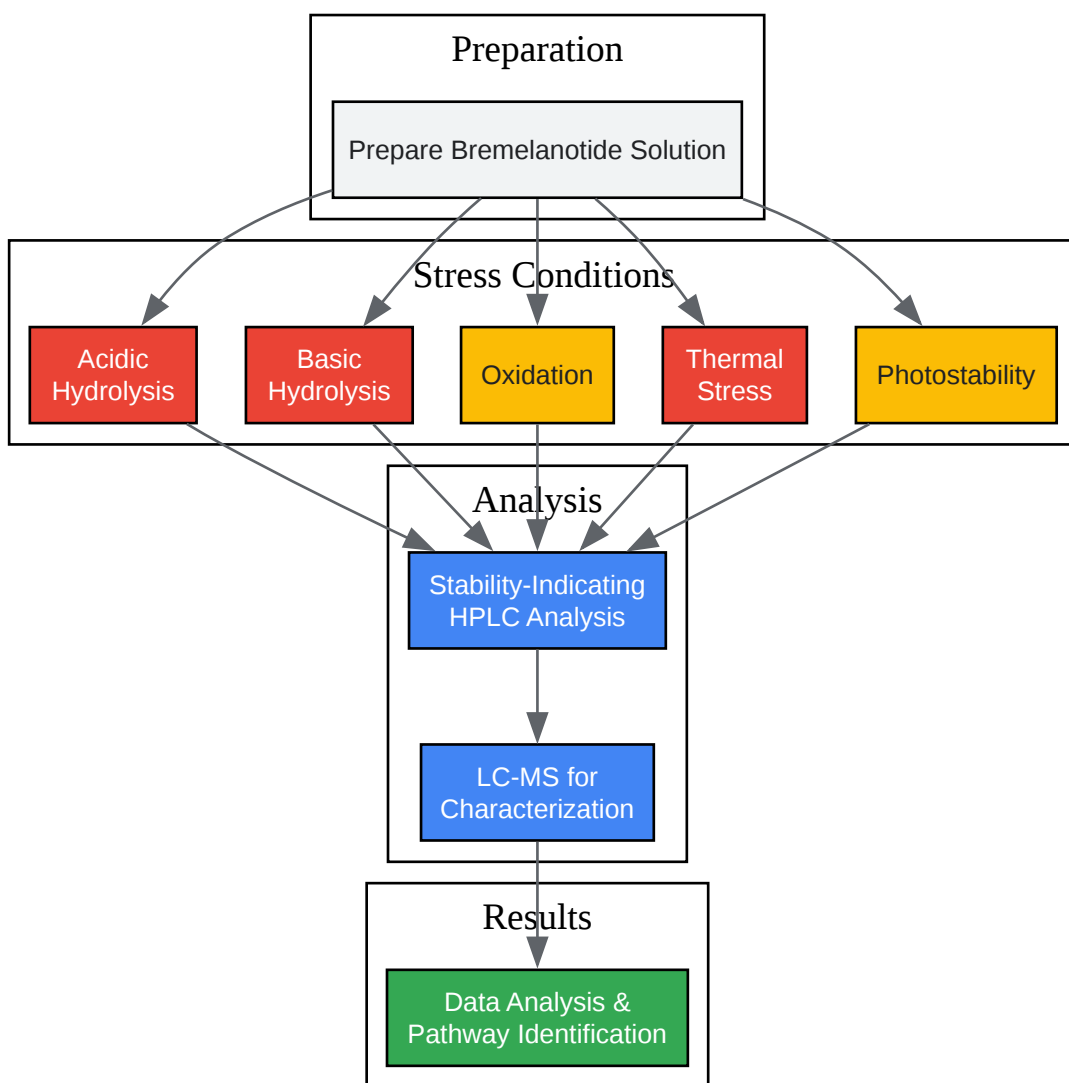 Preparation
Prepare Bremelanotide Solution
Stress Conditions
Acidic
Hydrolysis
Basic
Hydrolysis
Oxidation
Thermal
Stress
Photostability
Analysis
Stability-Indicating
HPLC Analysis
LC-MS for
Characterization
Results
Data Analysis &
Pathway Identification